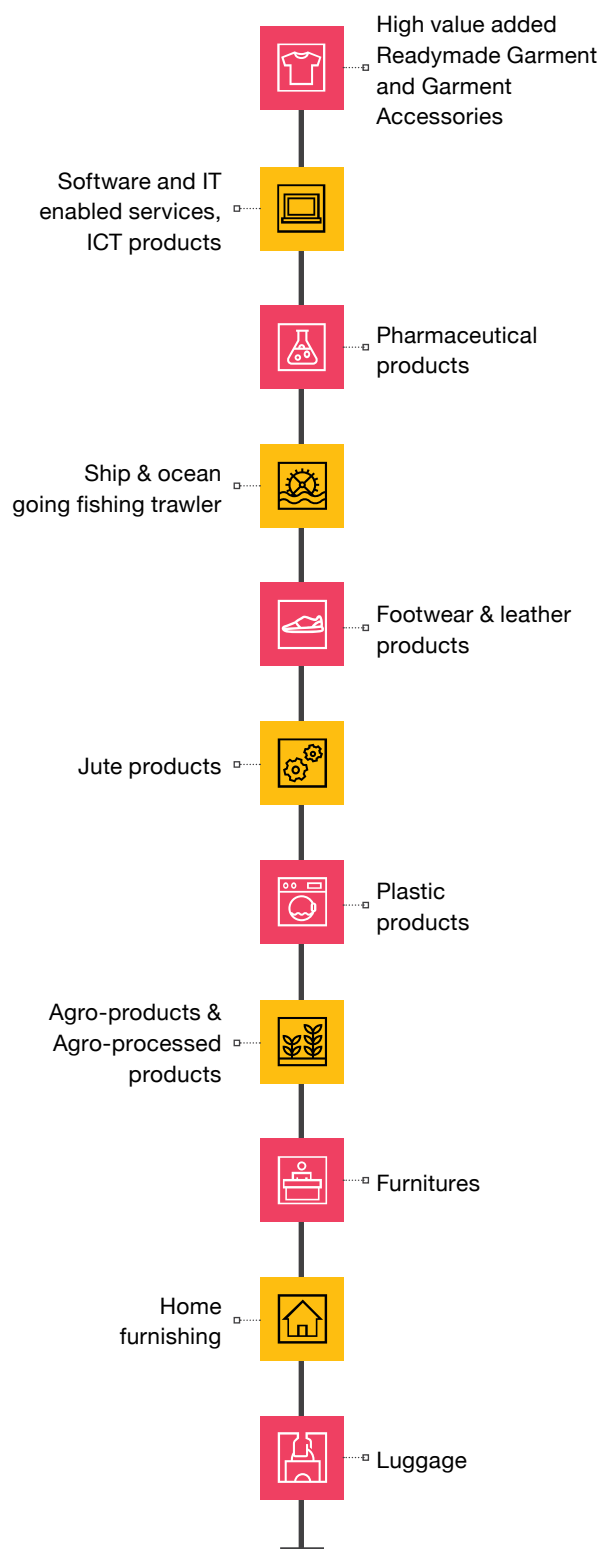 High value added
Readymade Garment
and Garment
Accessories
Software and IT
enabled services,
ICT products
Pharmaceutical
products
Ship & ocean
going fishing trawler
Footwear & leather
products
Jute products
Plastic
products
Agro-products &
Agro-processed
products
Furnitures
Home
furnishing
Luggage